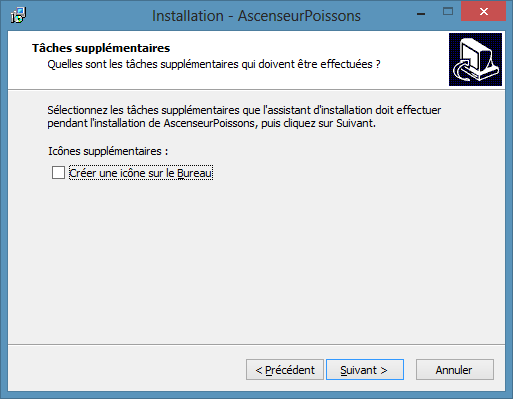 Installation - AscenseurPoissons
Tâches supplémentaires
Quelles sont les tâches supplémentaires qui doivent être effectuées ?
Sélectionnez les tâches supplémentaires que l'assistant d'installation doit effectuer
pendant l'installation de AscenseurPoissons, puis cliquez sur Suivant.
Icônes supplémentaires :
Créer une icône sur le Bureau
< Précédent Suivant > Annuler